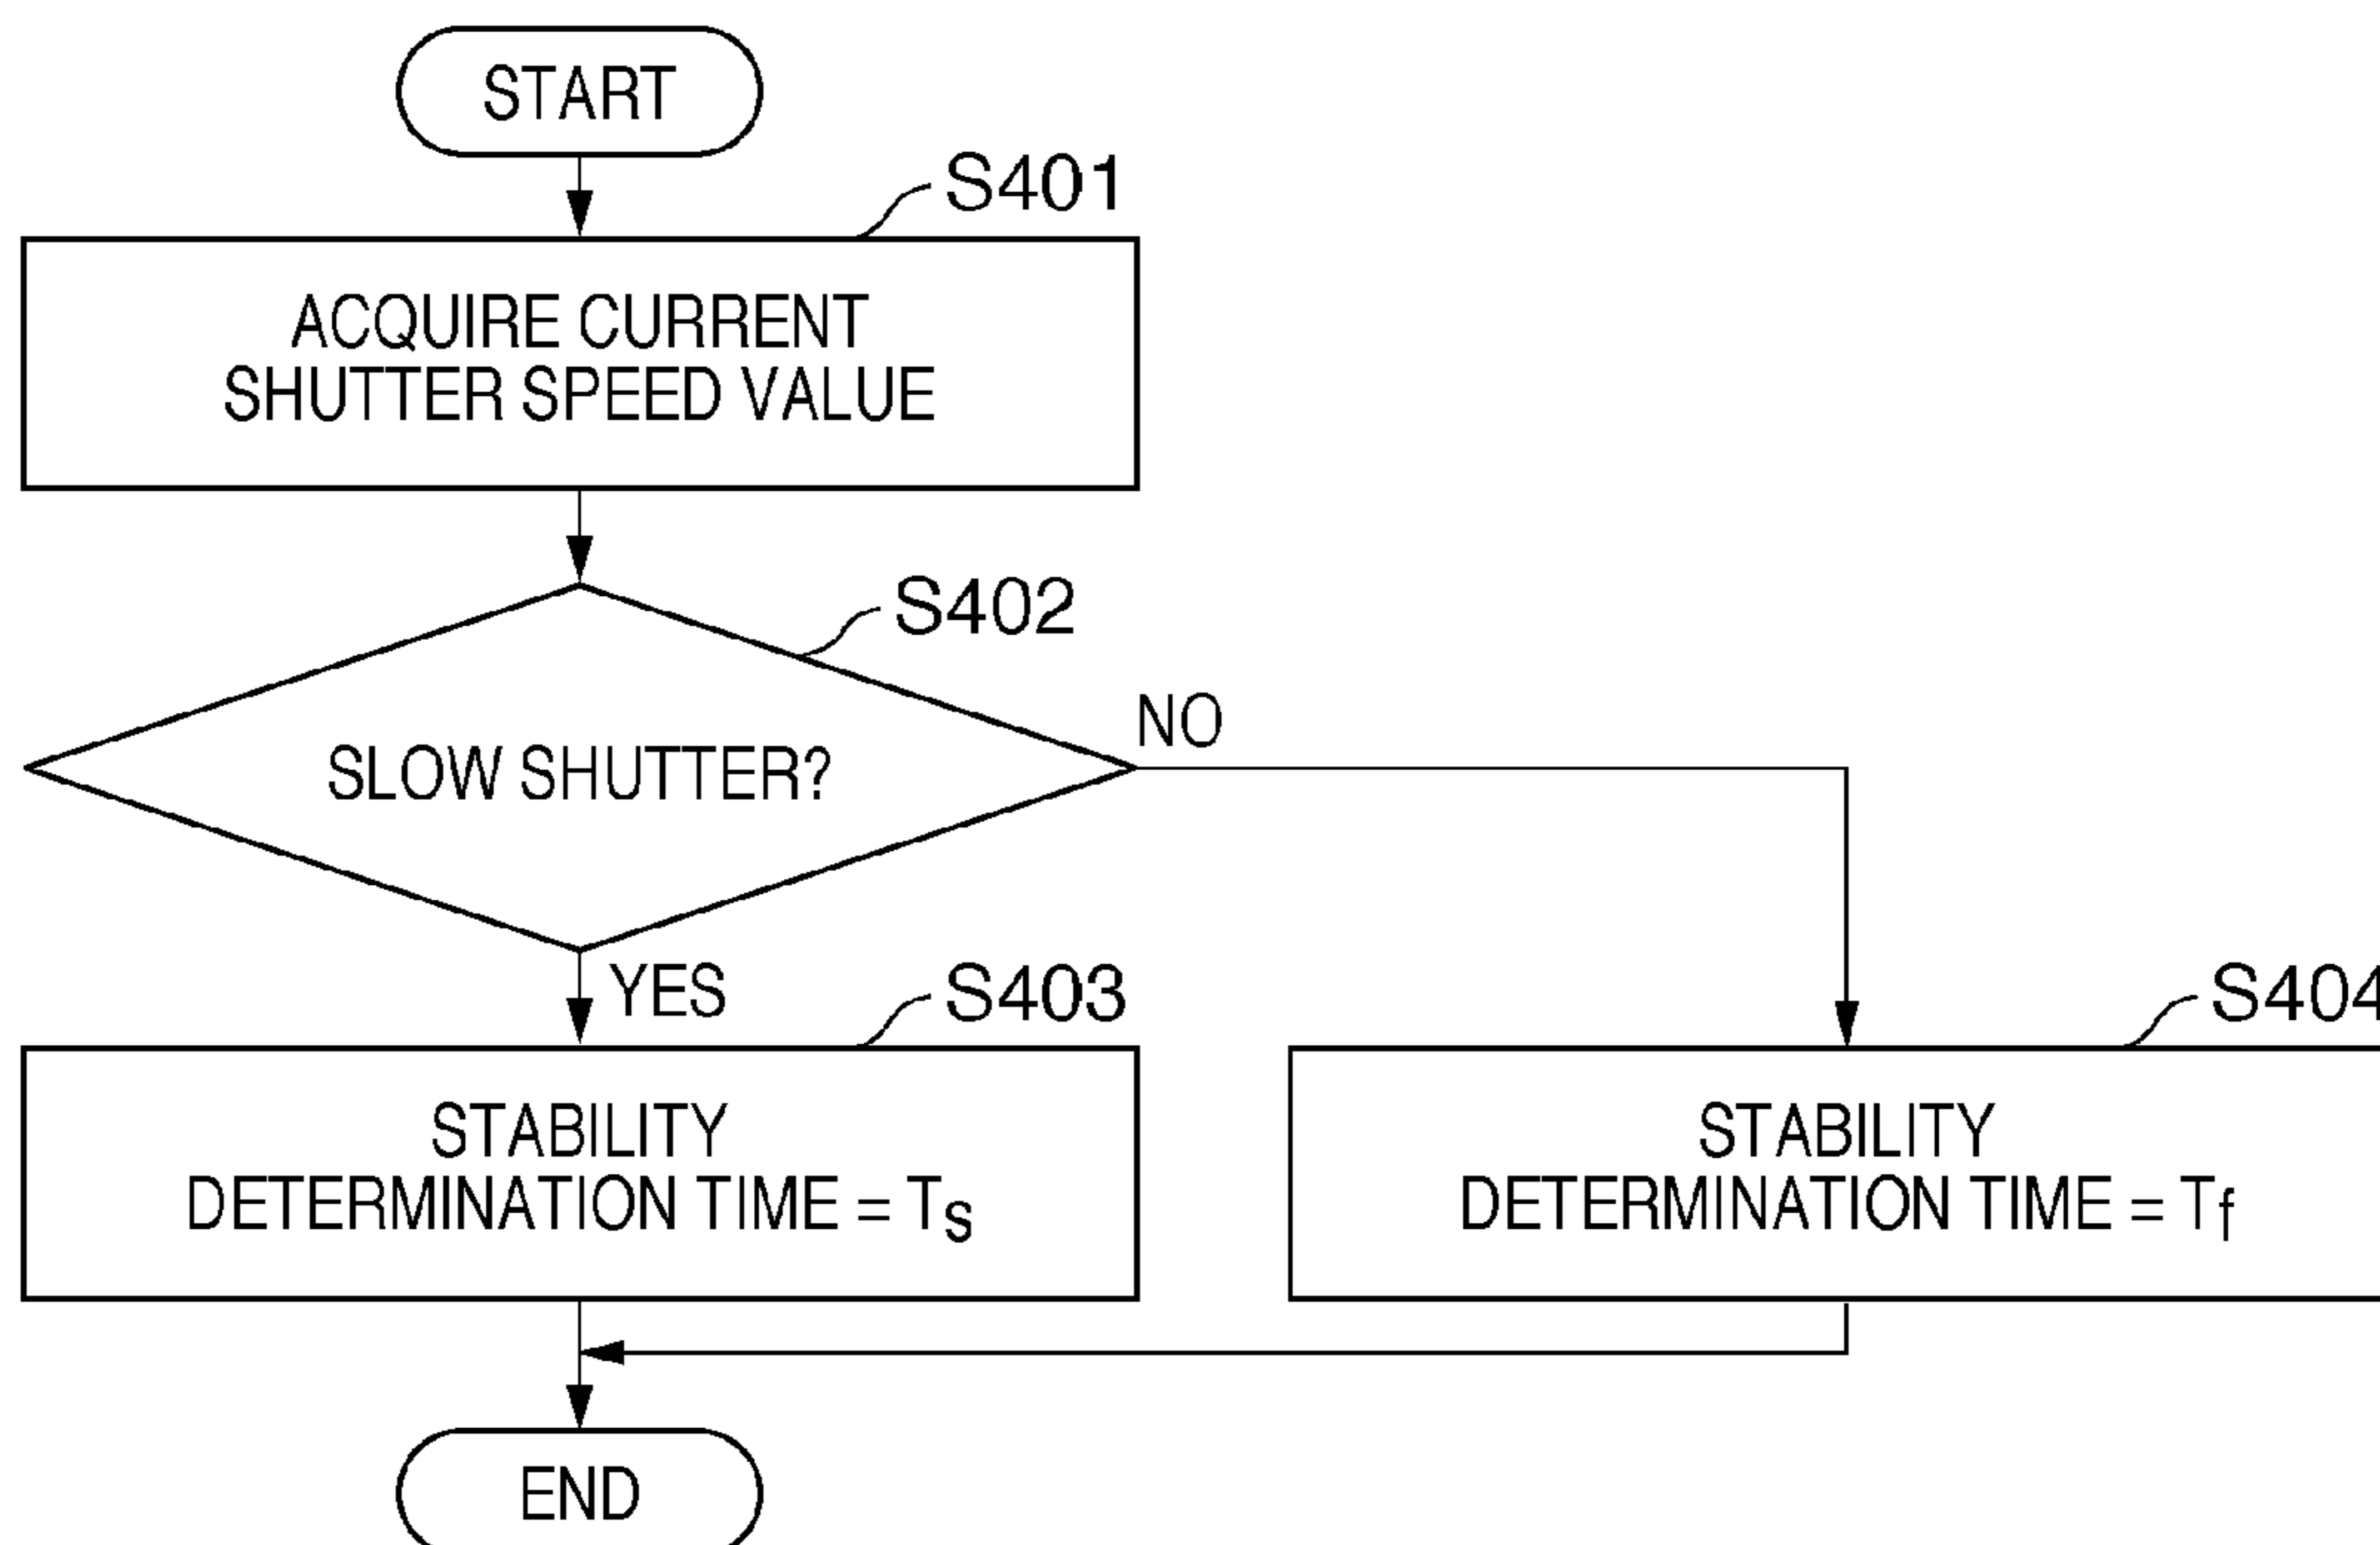 START
S401
ACQUIRE CURRENT
SHUTTER SPEED VALUE
S402
SLOW SHUTTER?
NO
YES
S403
STABILITY
DETERMINATION TIME = Ts
S404
STABILITY
DETERMINATION TIME = Tf
END